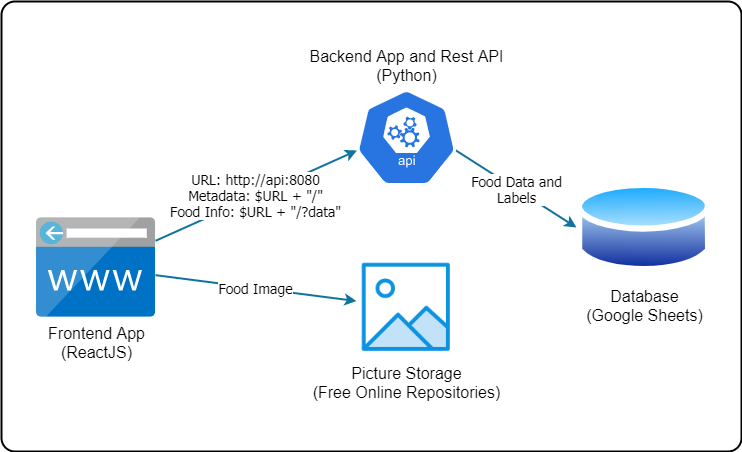 Backend App and Rest API
(Python)
api
URL: http://api:8080
Metadata: $URL + "/"
Food Info: $URL + "/?data"
Food Data and
Labels
WWW
Food Image
Frontend App
(ReactJS)
Database
(Google Sheets)
Picture Storage
(Free Online Repositories)